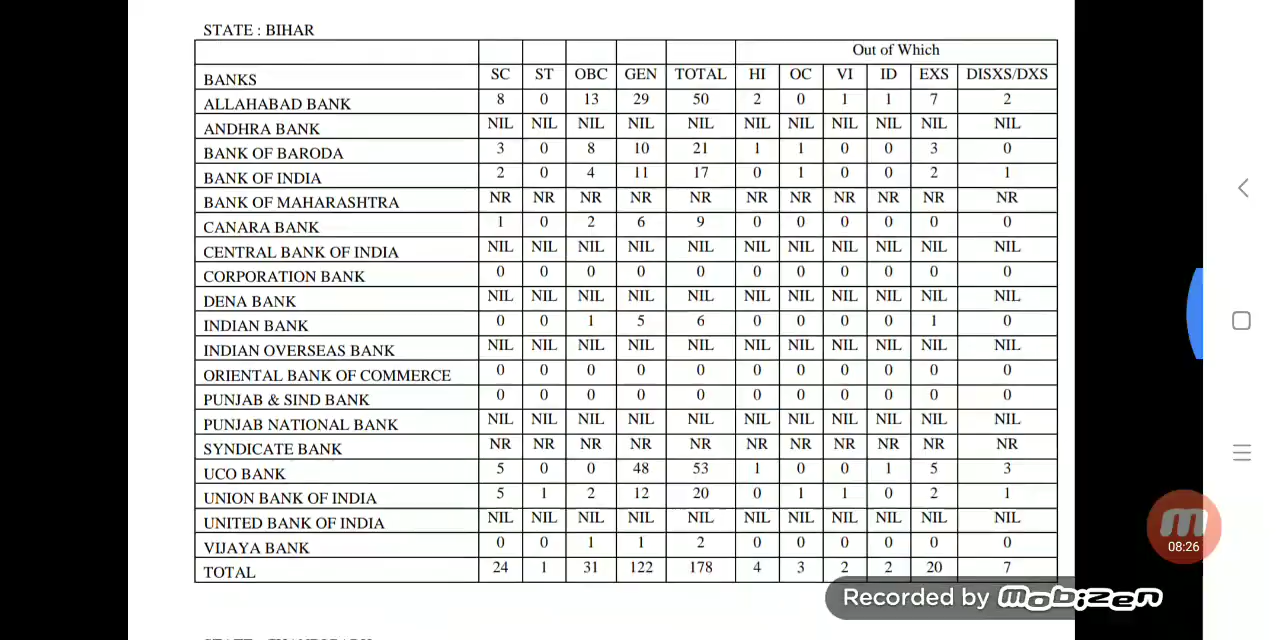 STATE : BIHAR
Out of Which
BANKS SC ST OBC GEN TOTAL HI OC VI ID EXS DISXS/DXS
ALLAHABAD BANK 8 0 13 29 50 2 0 1 1 7 2
ANDHRA BANK NIL NIL NIL NIL NIL NIL NIL NIL NIL NIL NIL
BANK OF BARODA 3 0 8 10 21 1 1 0 0 3 0
BANK OF INDIA 2 0 4 11 17 0 1 0 0 2 1
BANK OF MAHARASHTRA NR NR NR NR NR NR NR NR NR NR NR
CANARA BANK 1 0 2 6 9 0 0 0 0 0 0
CENTRAL BANK OF INDIA NIL NIL NIL NIL NIL NIL NIL NIL NIL NIL NIL
CORPORATION BANK 0 0 0 0 0 0 0 0 0 0 0
DENA BANK NIL NIL NIL NIL NIL NIL NIL NIL NIL NIL NIL
INDIAN BANK 0 0 1 5 6 0 0 0 0 1 0
INDIAN OVERSEAS BANK NIL NIL NIL NIL NIL NIL NIL NIL NIL NIL NIL
ORIENTAL BANK OF COMMERCE 0 0 0 0 0 0 0 0 0 0 0
PUNJAB & SIND BANK 0 0 0 0 0 0 0 0 0 0 0
PUNJAB NATIONAL BANK NIL NIL NIL NIL NIL NIL NIL NIL NIL NIL NIL
SYNDICATE BANK NR NR NR NR NR NR NR NR NR NR NR
UCO BANK 5 0 0 48 53 1 0 0 1 5 3
UNION BANK OF INDIA 5 1 2 12 20 0 1 1 0 2 1
UNITED BANK OF INDIA NIL NIL NIL NIL NIL NIL NIL NIL NIL NIL NIL
VIJAYA BANK 0 0 1 1 2 0 0 0 0 0 0
TOTAL 24 1 31 122 178 4 3 2 2 20 7
08:26
Recorded by mobizen